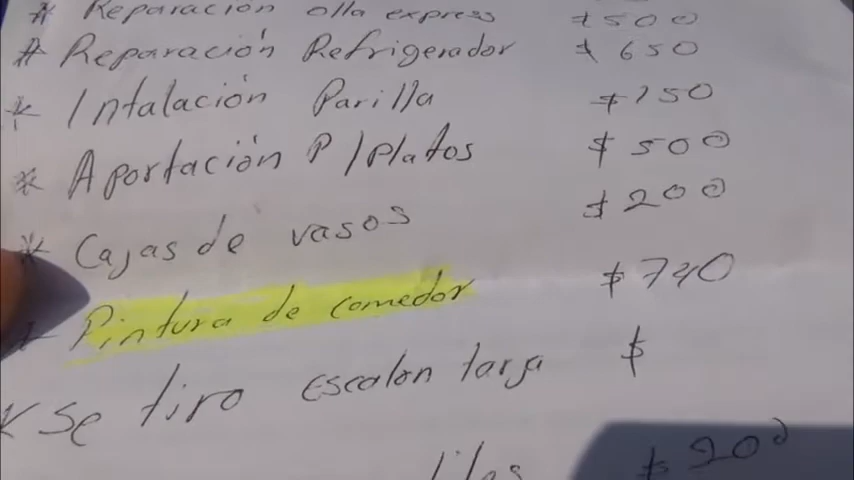 * Reparación olla express $500
* Reparación Refrigerador $650
* Intalación Parilla $150
* Aportación P/Platos $500
* Cajas de vasos $200
* Pintura de comedor $740
* Se tiro escalon tarja $
$200